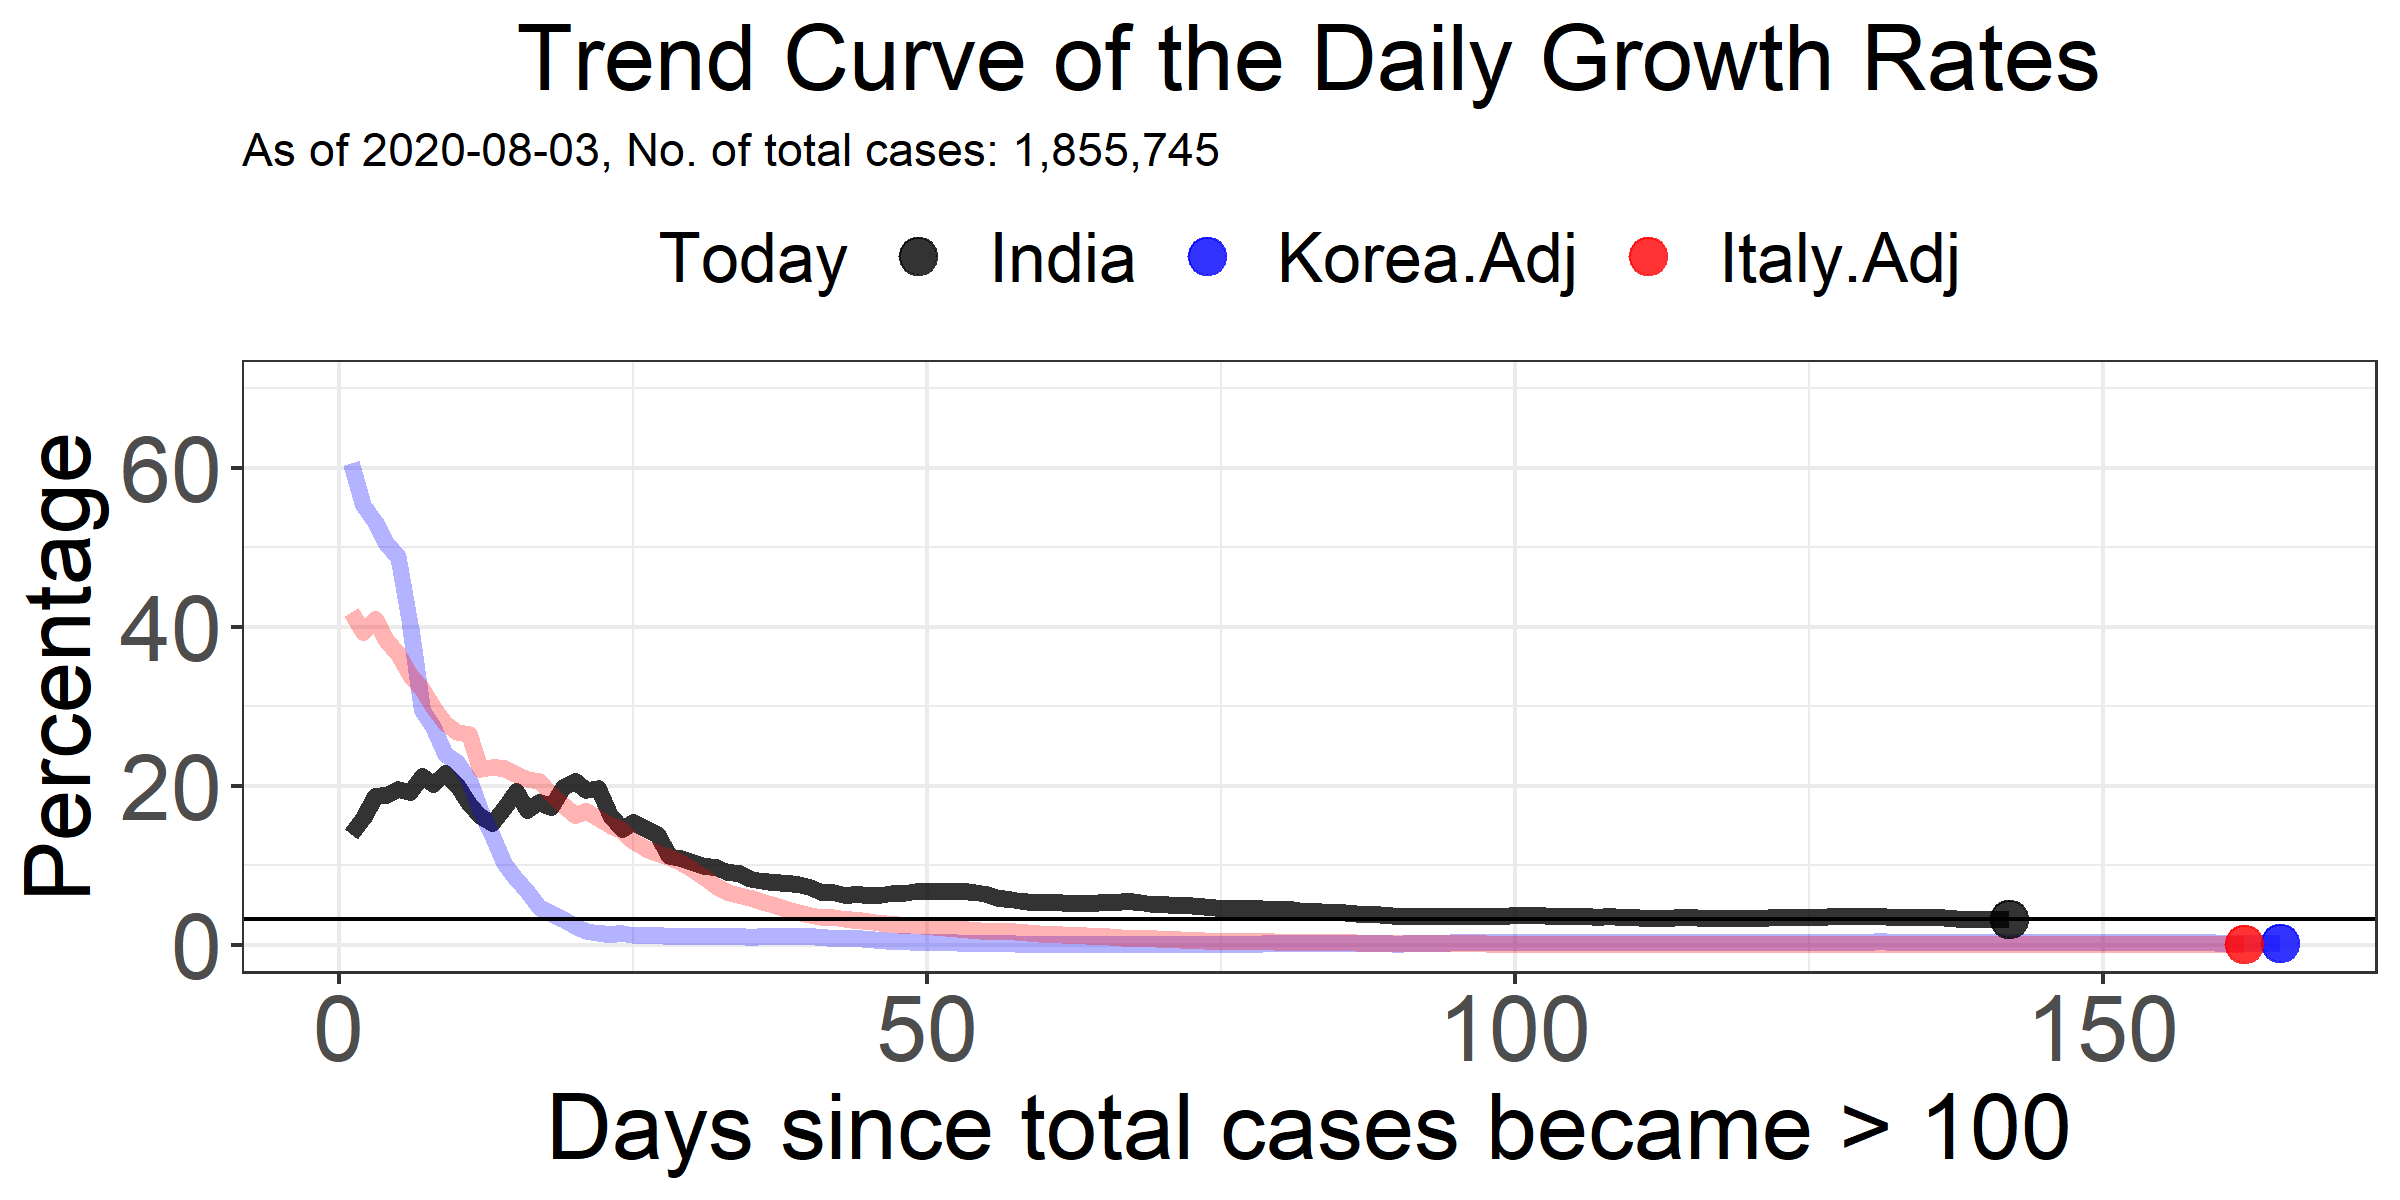 Trend Curve of the Daily Growth Rates
As of 2020-08-03, No. of total cases: 1,855,745
Today India Korea.Adj Italy.Adj
Percentage
60
40
20
0
0 50 100 150
Days since total cases became > 100